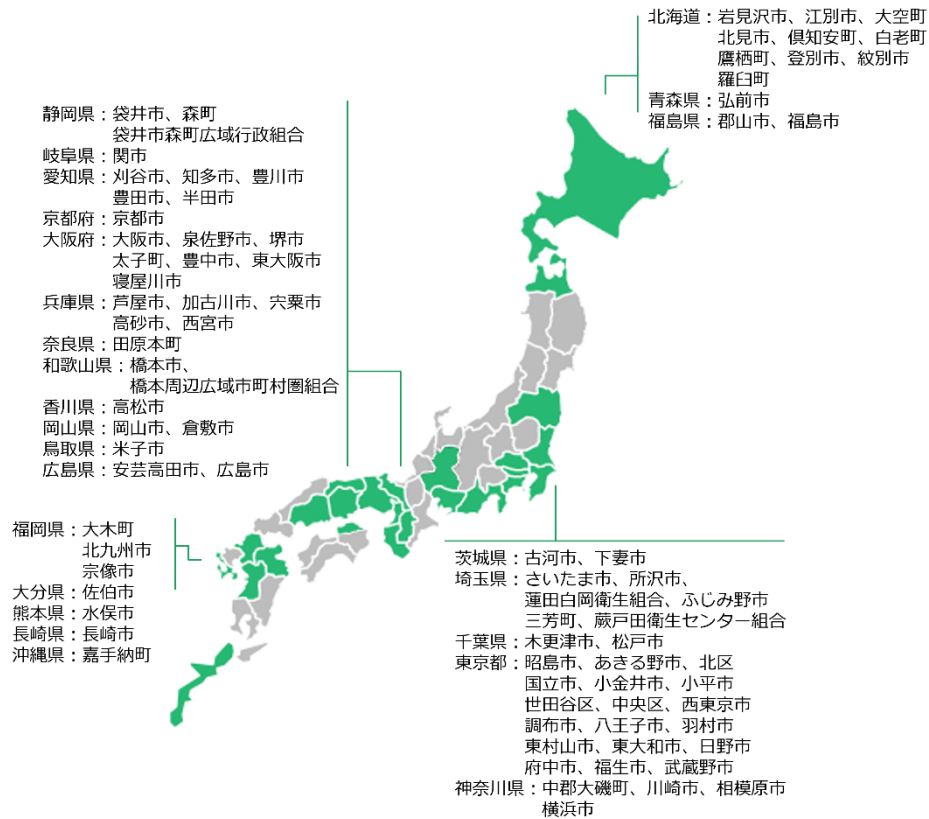 北海道：岩見沢市、江別市、大空町
北見市、倶知安町、白老町
鷹栖町、登別市、紋別市
羅臼町
青森県：弘前市
福島県：郡山市、福島市
静岡県：袋井市、森町
袋井市森町広域行政組合
岐阜県：関市
愛知県：刈谷市、知多市、豊川市
豊田市、半田市
京都府：京都市
大阪府：大阪市、泉佐野市、堺市
太子町、豊中市、東大阪市
寝屋川市
兵庫県：芦屋市、加古川市、宍粟市
高砂市、西宮市
奈良県：田原本町
和歌山県：橋本市、
橋本周辺広域市町村圏組合
香川県：高松市
岡山県：岡山市、倉敷市
鳥取県：米子市
広島県：安芸高田市、広島市
福岡県：大木町
北九州市
宗像市
大分県：佐伯市
熊本県：水俣市
長崎県：長崎市
沖縄県：嘉手納町
茨城県：古河市、下妻市
埼玉県：さいたま市、所沢市、
蓮田白岡衛生組合、ふじみ野市
三芳町、蕨戸田衛生センター組合
千葉県：木更津市、松戸市
東京都：昭島市、あきる野市、北区
国立市、小金井市、小平市
世田谷区、中央区、西東京市
調布市、八王子市、羽村市
東村山市、東大和市、日野市
府中市、福生市、武蔵野市
神奈川県：中郡大磯町、川崎市、相模原市
横浜市